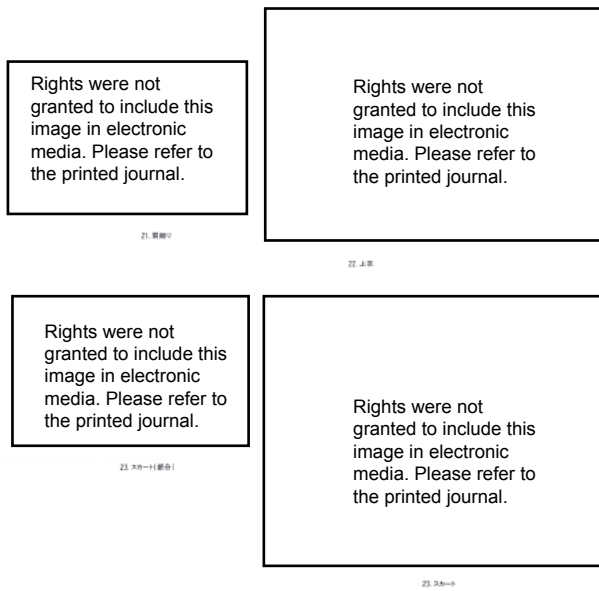 Rights were not
granted to include this
image in electronic
media. Please refer to
the printed journal.
21.
Rights were not
granted to include this
image in electronic
media. Please refer to
the printed journal.
22. 上衣
Rights were not
granted to include this
image in electronic
media. Please refer to
the printed journal.
23. スカート(部分)
Rights were not
granted to include this
image in electronic
media. Please refer to
the printed journal.
23. スカート